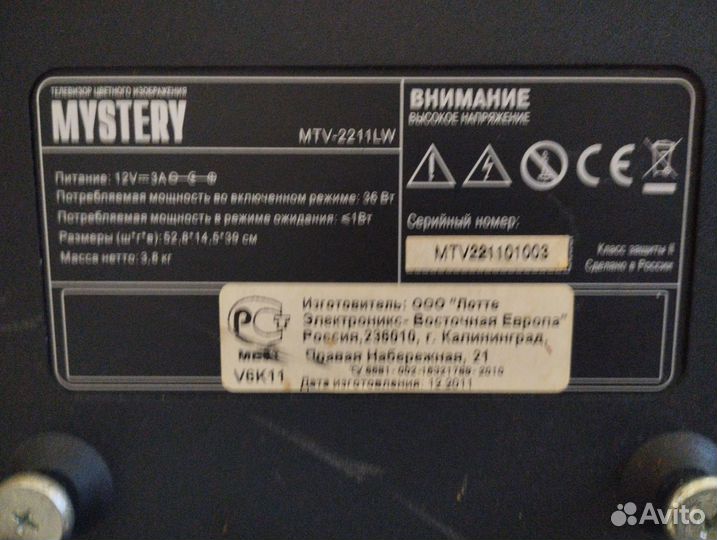 ТЕЛЕВИЗОР ЦВЕТНОГО ИЗОБРАЖЕНИЯ
MYSTERY
MTV-2211LW
Питание: 12V 3A
Потребляемая мощность во включенном режиме: 36 Вт
Потребляемая мощность в режиме ожидания: ≤1Вт
Размеры (ш*г*в): 52,8*14,5*39 см
Масса нетто: 3,8 кг
ВНИМАНИЕ
ВЫСОКОЕ НАПРЯЖЕНИЕ
CE
Серийный номер:
MTV221101003
Класс защиты II
Сделано в России
РСТ
V6K11
Изготовитель: ООО "Лотте
Электроникс- Восточная Европа"
Россия,236010, г. Калининград,
Правая Набережная, 21
Дата изготовления: 12.2011
Avito